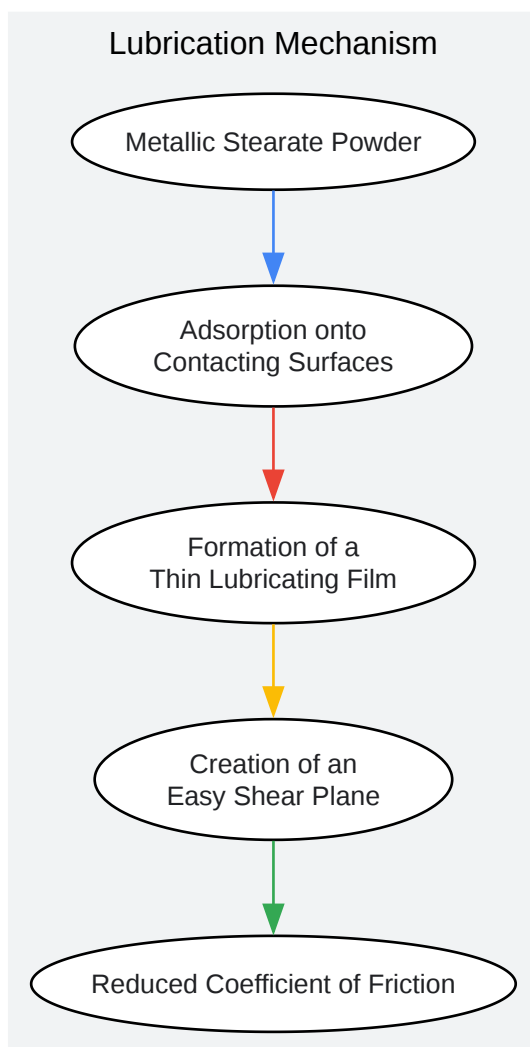 Lubrication Mechanism
Metallic Stearate Powder
Adsorption onto
Contacting Surfaces
Formation of a
Thin Lubricating Film
Creation of an
Easy Shear Plane
Reduced Coefficient of Friction